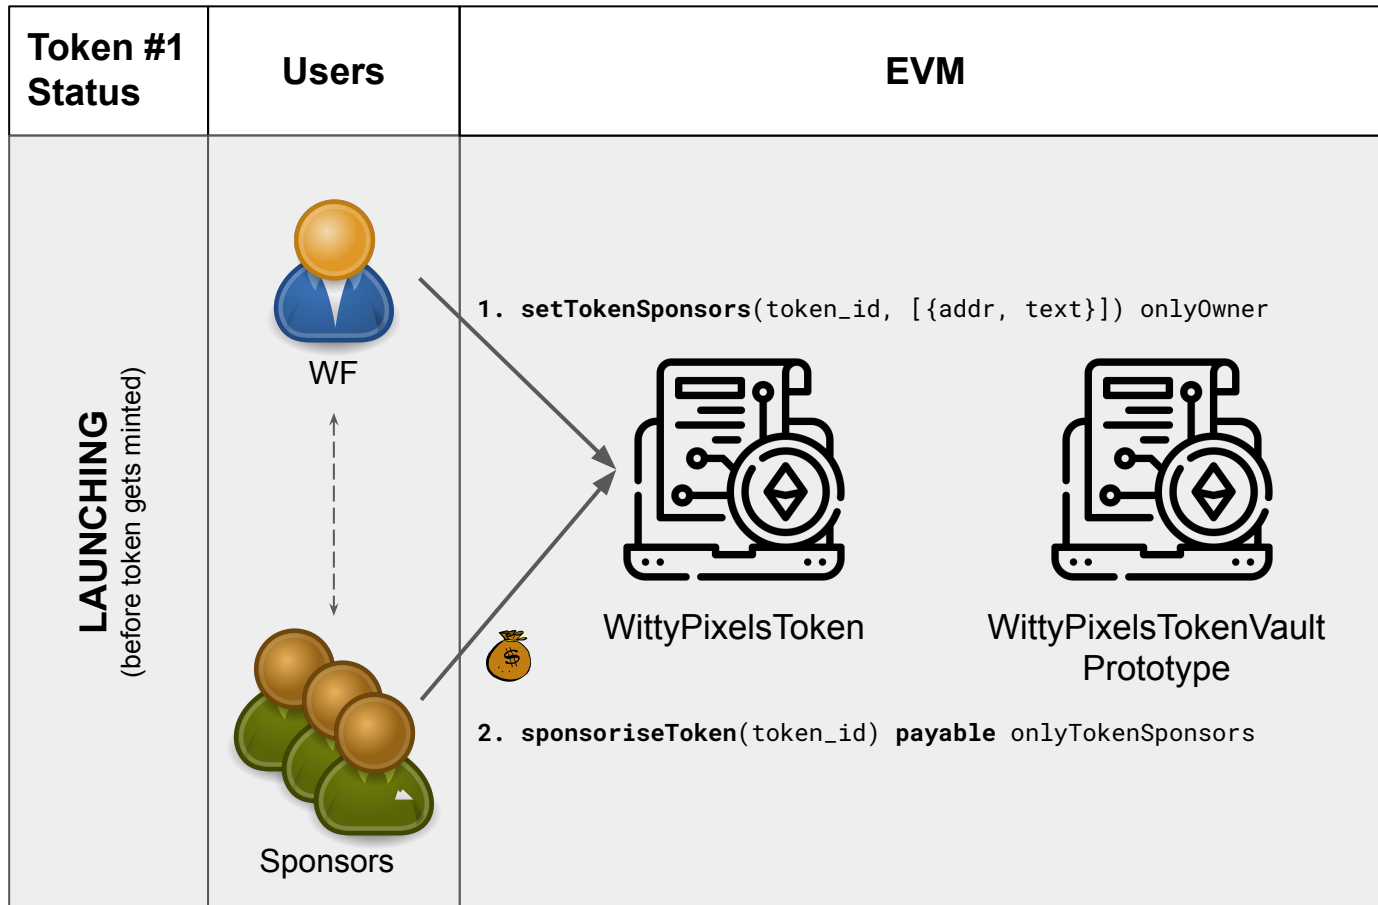 Token #1
Status
Users
EVM
LAUNCHING
(before token gets minted)
WF
Sponsors
1. setTokenSponsors(token_id, [{addr, text}]) onlyOwner
WittyPixelsToken
WittyPixelsTokenVault
Prototype
$
2. sponsoriseToken(token_id) payable onlyTokenSponsors